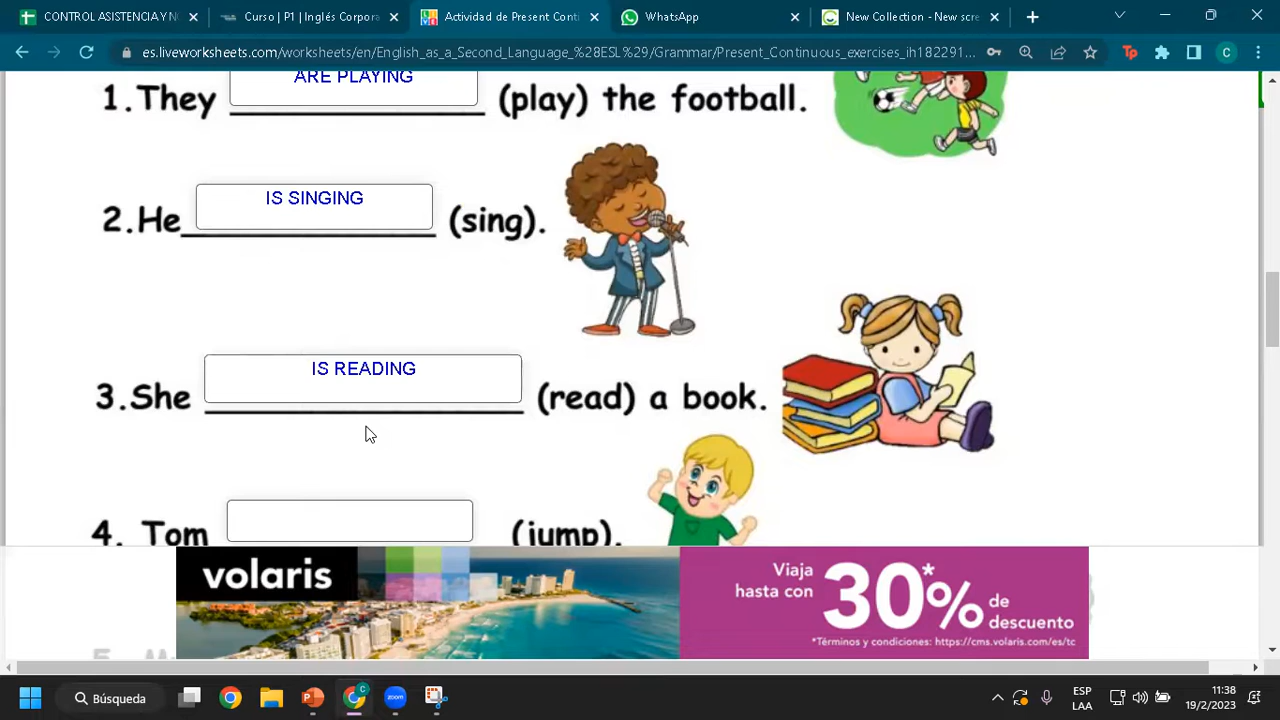 CONTROL ASISTENCIA Y N
Curso | P1 | Inglés Corpora
Actividad de Present Conti
WhatsApp
New Collection - New scre
es.liveworksheets.com/worksheets/en/English_as_a_Second_Language_%28ESL%29/Grammar/Present_Continuous_exercises_ih182291...
ARE PLAYING
1.They (play) the football.
IS SINGING
2.He (sing).
IS READING
3.She (read) a book.
4. Tom (jump).
volaris
Viaja
hasta con
30%*
de
descuento
*Términos y condiciones: https://cms.volaris.com/es/tc
Búsqueda
zoom
ESP
LAA
11:38
19/2/2023